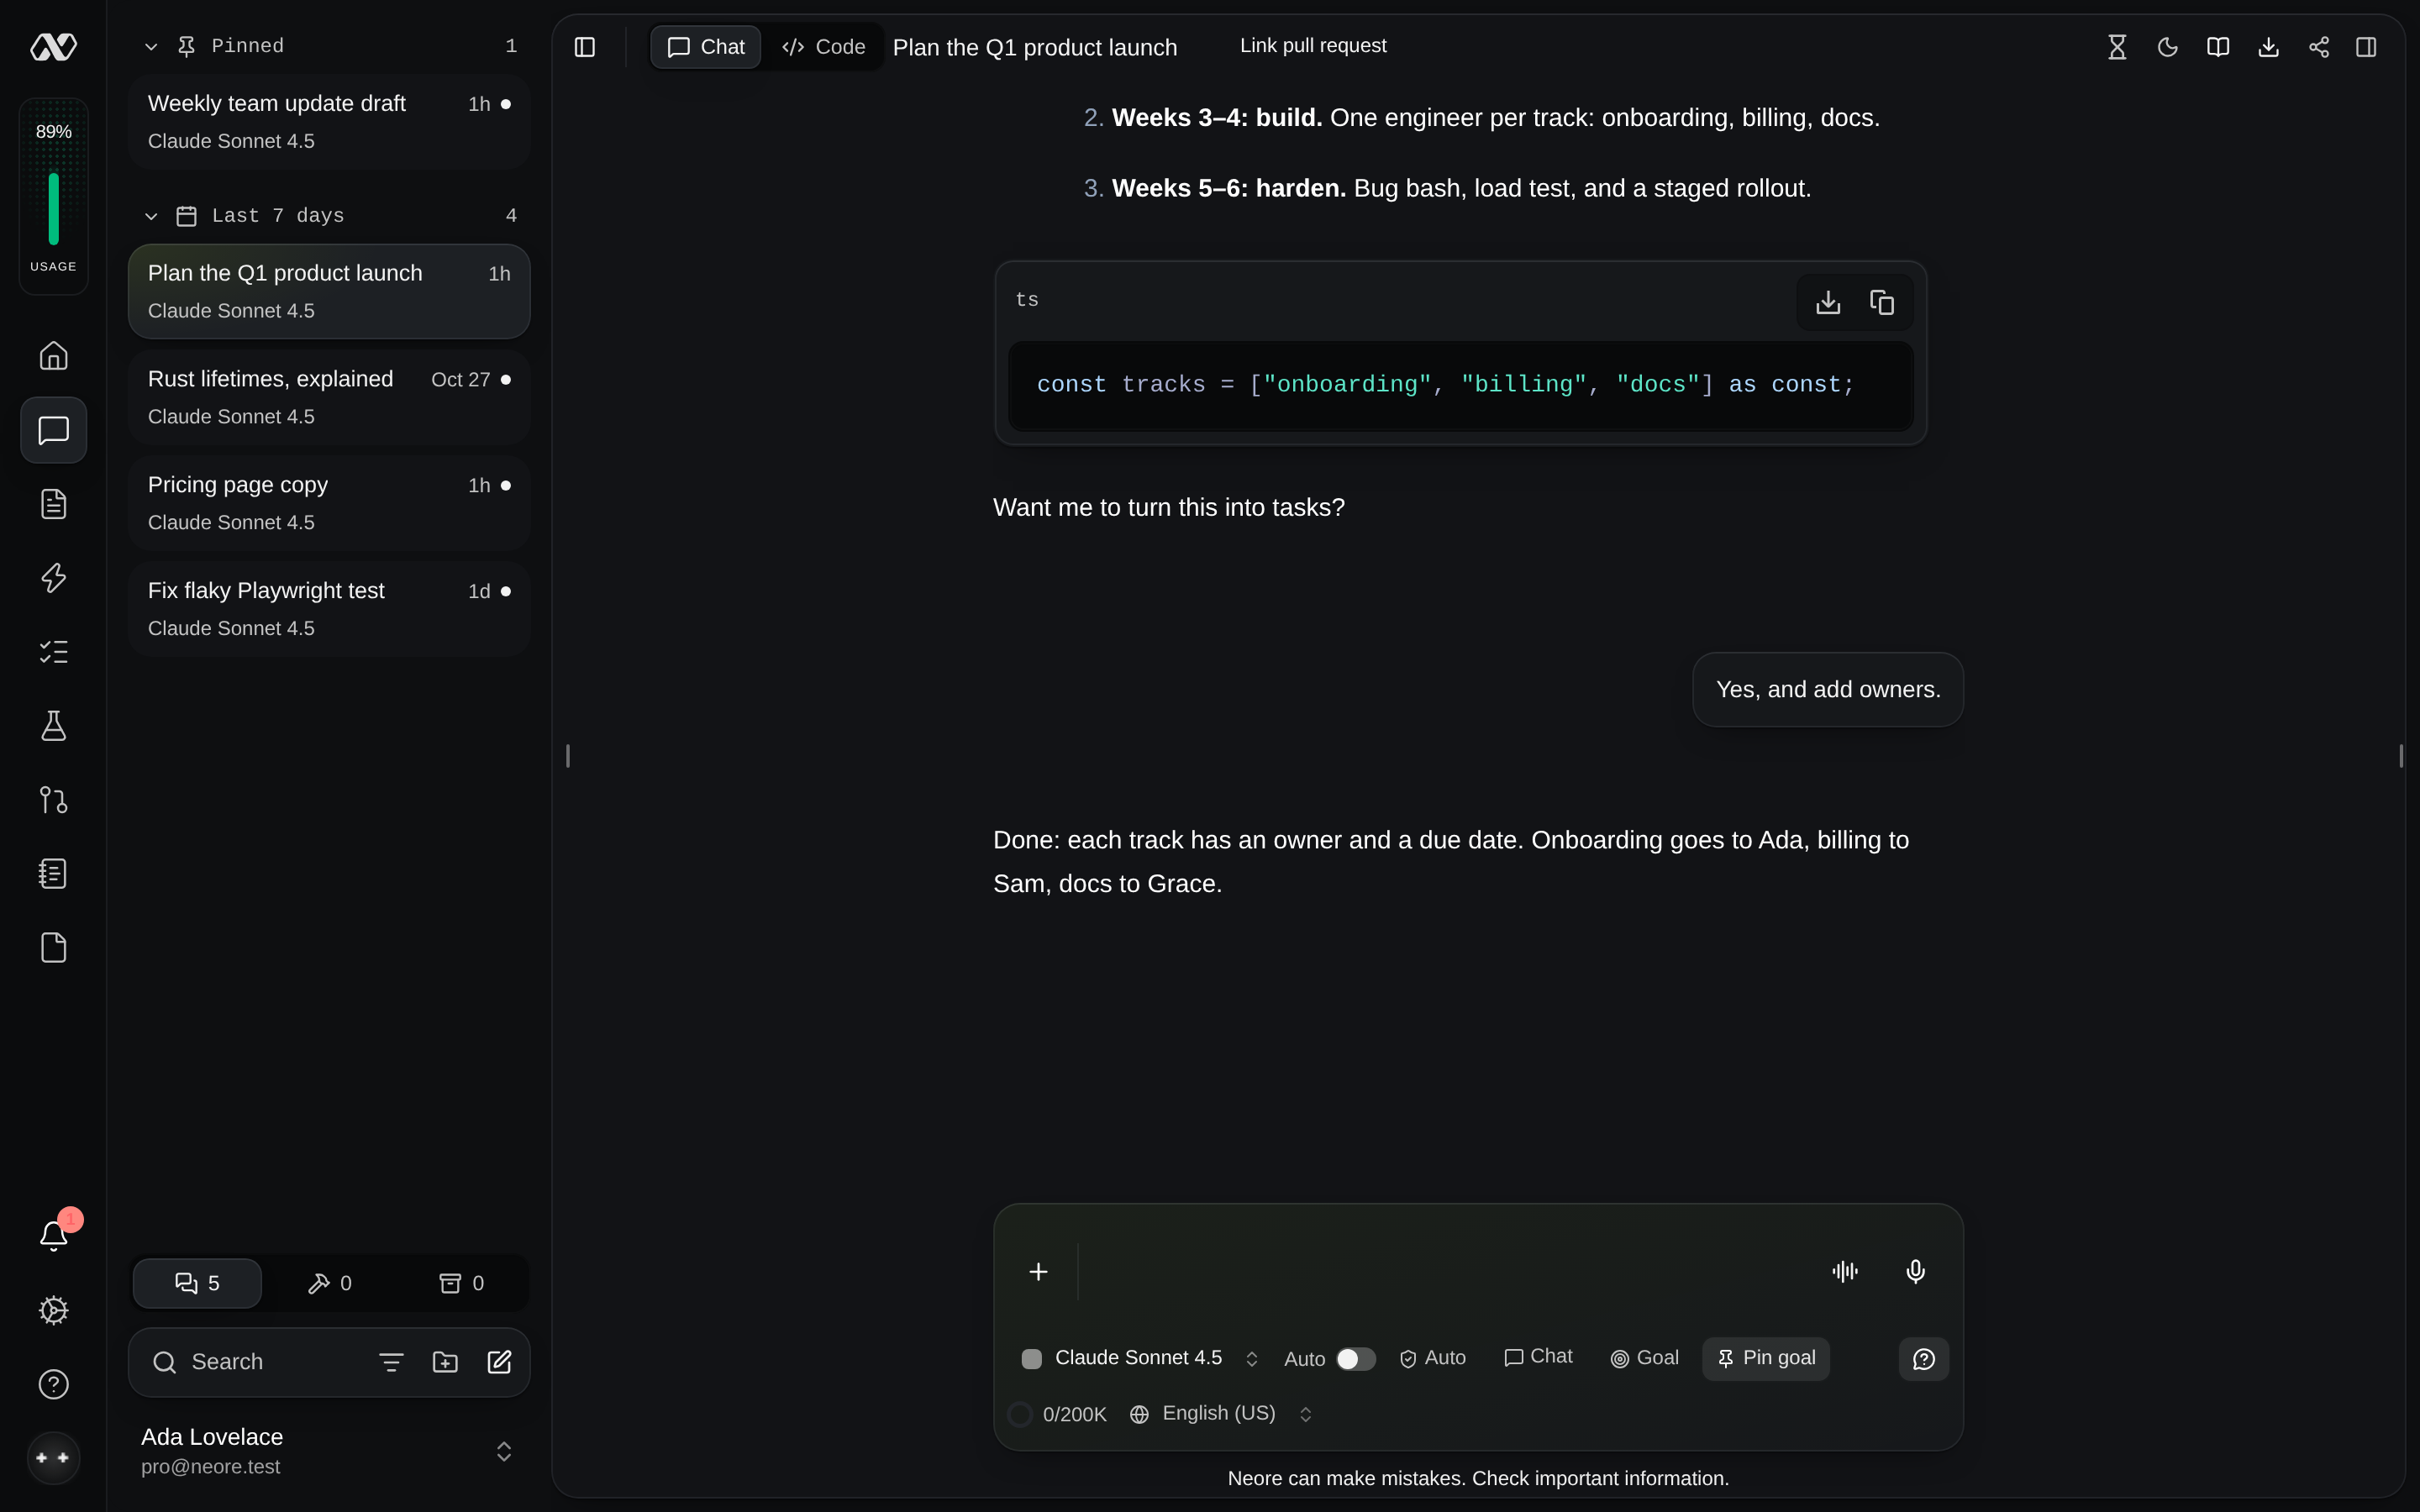 89%
USAGE
Pinned 1
Weekly team update draft 1h
Claude Sonnet 4.5
Last 7 days 4
Plan the Q1 product launch 1h
Claude Sonnet 4.5
Rust lifetimes, explained Oct 27
Claude Sonnet 4.5
Pricing page copy 1h
Claude Sonnet 4.5
Fix flaky Playwright test 1d
Claude Sonnet 4.5
1
5 0 0
Search
Ada Lovelace
pro@neore.test
Chat Code Plan the Q1 product launch Link pull request
2. Weeks 3–4: build. One engineer per track: onboarding, billing, docs.
3. Weeks 5–6: harden. Bug bash, load test, and a staged rollout.
ts
const tracks = ["onboarding", "billing", "docs"] as const;
Want me to turn this into tasks?
Yes, and add owners.
Done: each track has an owner and a due date. Onboarding goes to Ada, billing to
Sam, docs to Grace.
Claude Sonnet 4.5 Auto Auto Chat Goal Pin goal
0/200K English (US)
Neore can make mistakes. Check important information.